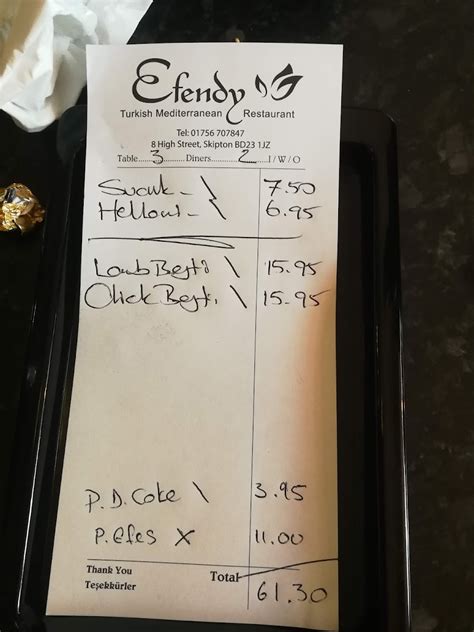 Efendy
Turkish Mediterranean Restaurant
Tel: 01756 707847
8 High Street, Skipton BD23 1JZ
Table 3 Diners 2 I/W/O
Sucuk - \ 7.50
Helloumi - \ 6.95
Lamb Beyti \ 15.95
Chick Beyti \ 15.95
P. D. Coke \ 3.95
P. Efes X 11.00
Thank You
Teşekkürler
Total 61.30